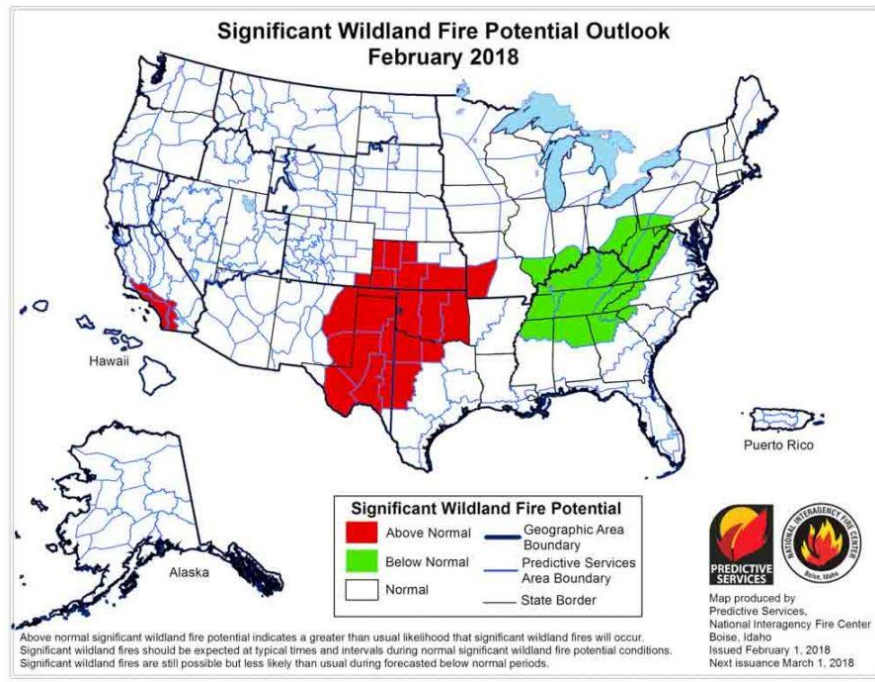 Significant Wildland Fire Potential Outlook
February 2018
Hawaii
Puerto Rico
Alaska
Significant Wildland Fire Potential
Above Normal
Below Normal
Normal
Geographic Area
Boundary
Predictive Services
Area Boundary
State Border
PREDICTIVE
SERVICES
NATIONAL INTERAGENCY FIRE CENTER
Boise, Idaho
Map produced by
Predictive Services,
National Interagency Fire Center
Boise, Idaho
Issued February 1, 2018
Next issuance March 1, 2018
Above normal significant wildland fire potential indicates a greater than usual likelihood that significant wildland fires will occur.
Significant wildland fires should be expected at typical times and intervals during normal significant wildland fire potential conditions.
Significant wildland fires are still possible but less likely than usual during forecasted below normal periods.